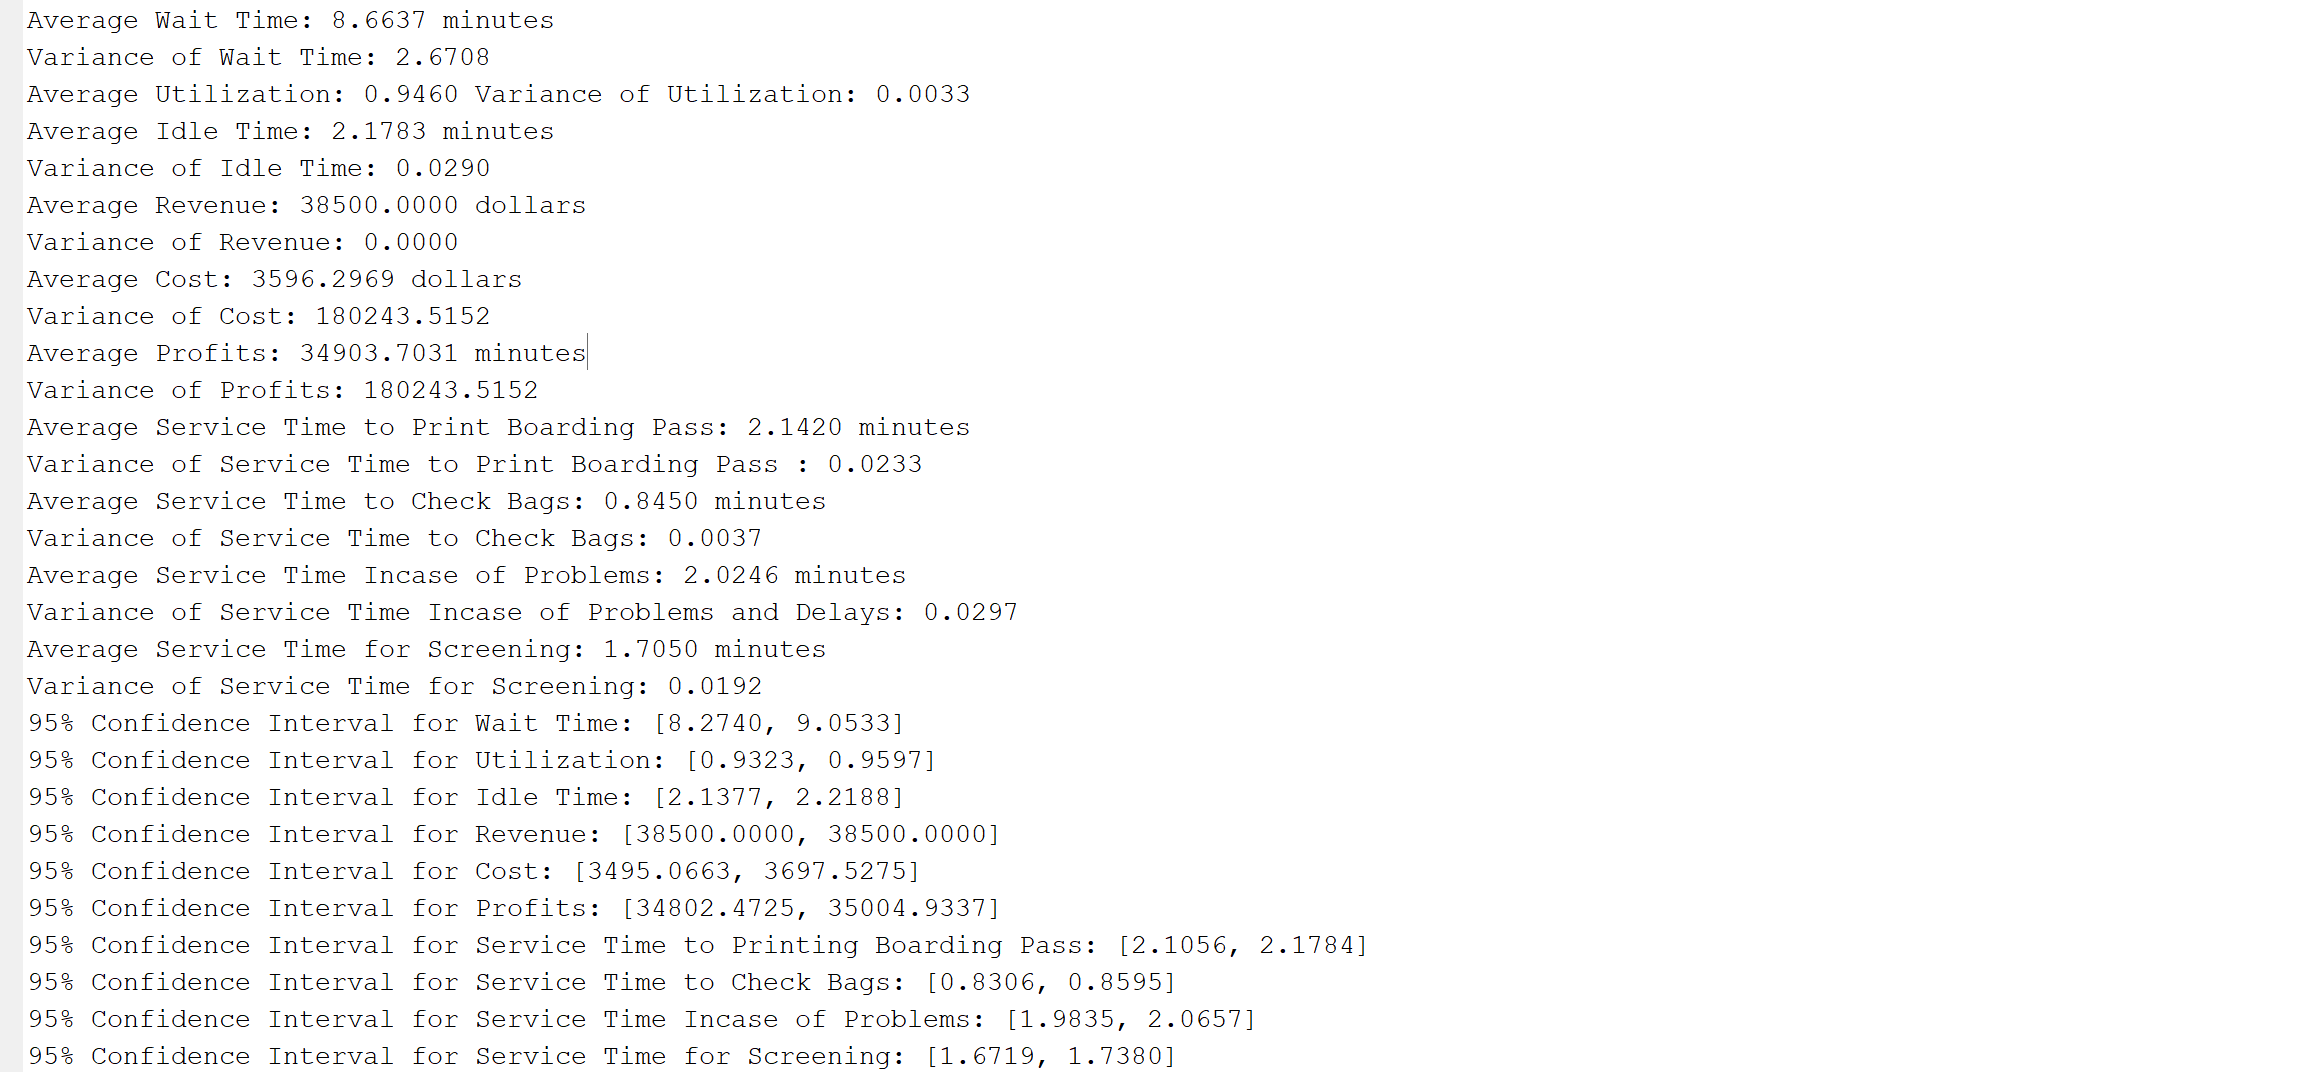 Average Wait Time: 8.6637 minutes
Variance of Wait Time: 2.6708
Average Utilization: 0.9460 Variance of Utilization: 0.0033
Average Idle Time: 2.1783 minutes
Variance of Idle Time: 0.0290
Average Revenue: 38500.0000 dollars
Variance of Revenue: 0.0000
Average Cost: 3596.2969 dollars
Variance of Cost: 180243.5152
Average Profits: 34903.7031 minutes
Variance of Profits: 180243.5152
Average Service Time to Print Boarding Pass: 2.1420 minutes
Variance of Service Time to Print Boarding Pass : 0.0233
Average Service Time to Check Bags: 0.8450 minutes
Variance of Service Time to Check Bags: 0.0037
Average Service Time Incase of Problems: 2.0246 minutes
Variance of Service Time Incase of Problems and Delays: 0.0297
Average Service Time for Screening: 1.7050 minutes
Variance of Service Time for Screening: 0.0192
95% Confidence Interval for Wait Time: [8.2740, 9.0533]
95% Confidence Interval for Utilization: [0.9323, 0.9597]
95% Confidence Interval for Idle Time: [2.1377, 2.2188]
95% Confidence Interval for Revenue: [38500.0000, 38500.0000]
95% Confidence Interval for Cost: [3495.0663, 3697.5275]
95% Confidence Interval for Profits: [34802.4725, 35004.9337]
95% Confidence Interval for Service Time to Printing Boarding Pass: [2.1056, 2.1784]
95% Confidence Interval for Service Time to Check Bags: [0.8306, 0.8595]
95% Confidence Interval for Service Time Incase of Problems: [1.9835, 2.0657]
95% Confidence Interval for Service Time for Screening: [1.6719, 1.7380]